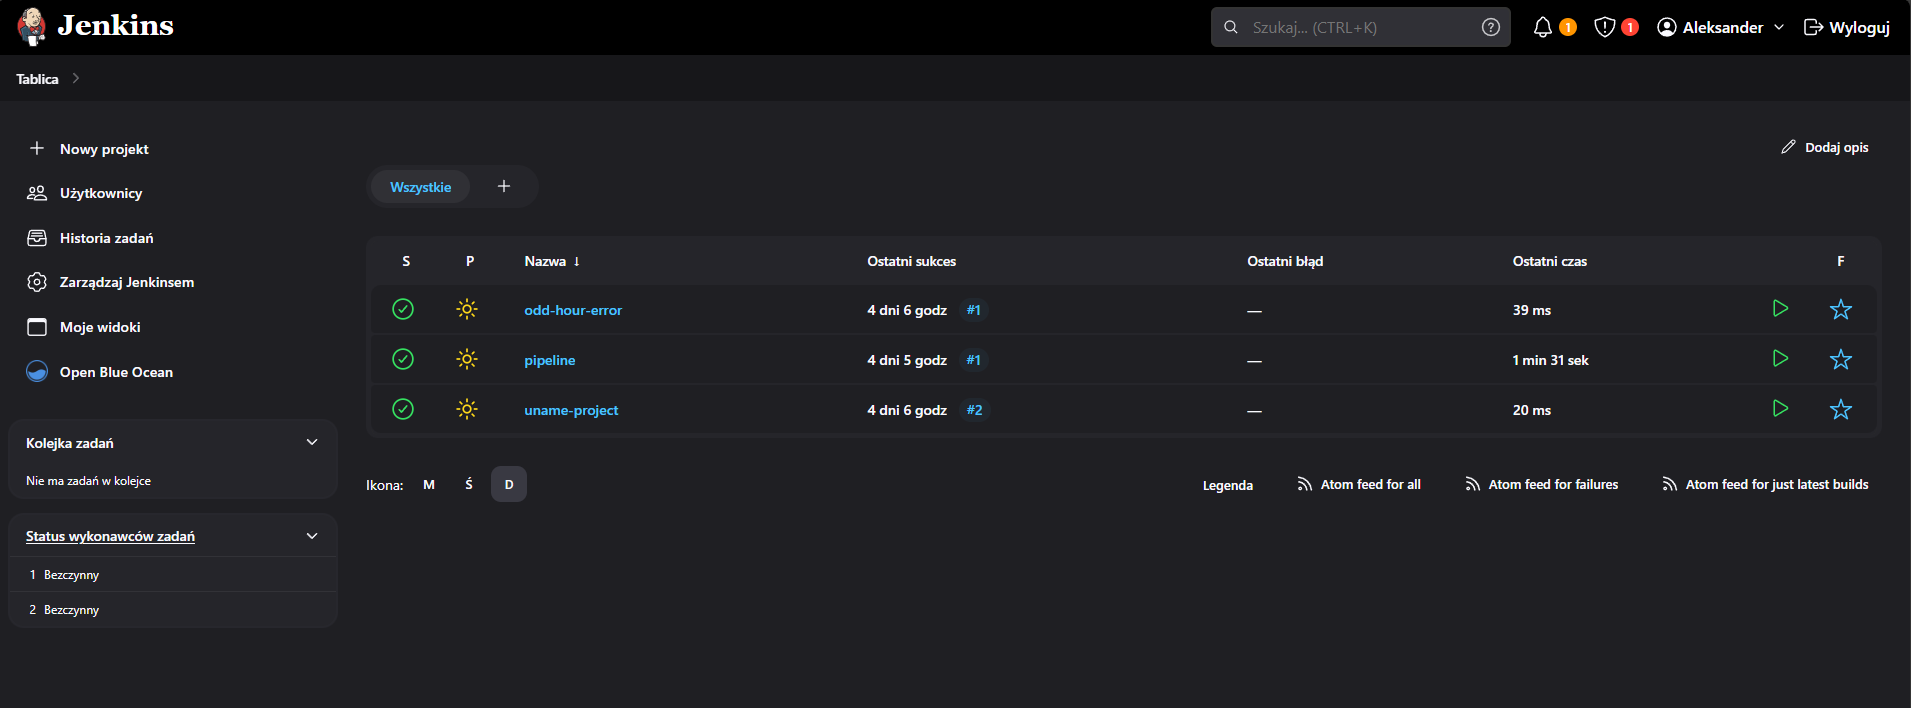 Jenkins
Szukaj... (CTRL+K)
1
1
Aleksander
Wyloguj
Tablica
Nowy projekt
Użytkownicy
Historia zadań
Zarządzaj Jenkinsem
Moje widoki
Open Blue Ocean
Kolejka zadań
Nie ma zadań w kolejce
Status wykonawców zadań
1 Bezczynny
2 Bezczynny
Dodaj opis
Wszystkie
S P Nazwa ↓ Ostatni sukces Ostatni błąd Ostatni czas F
odd-hour-error 4 dni 6 godz #1 — 39 ms
pipeline 4 dni 5 godz #1 — 1 min 31 sek
uname-project 4 dni 6 godz #2 — 20 ms
Ikona: M Ś D
Legenda Atom feed for all Atom feed for failures Atom feed for just latest builds